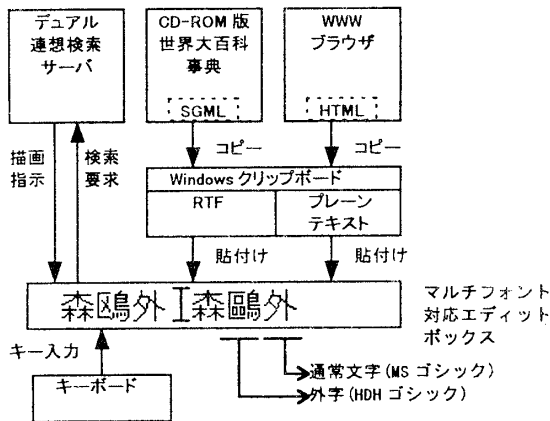 デュアル
連想検索
サーバ
CD-ROM 版
世界大百科
事典
SGML
WWW
ブラウザ
HTML
描画
指示
検索
要求
コピー
コピー
Windows クリップボード
RTF
プレーン
テキスト
貼付け
貼付け
森鴎外 森鷗外
マルチフォント
対応エディット
ボックス
キー入力
キーボード
通常文字(MS ゴシック)
外字(HDH ゴシック)